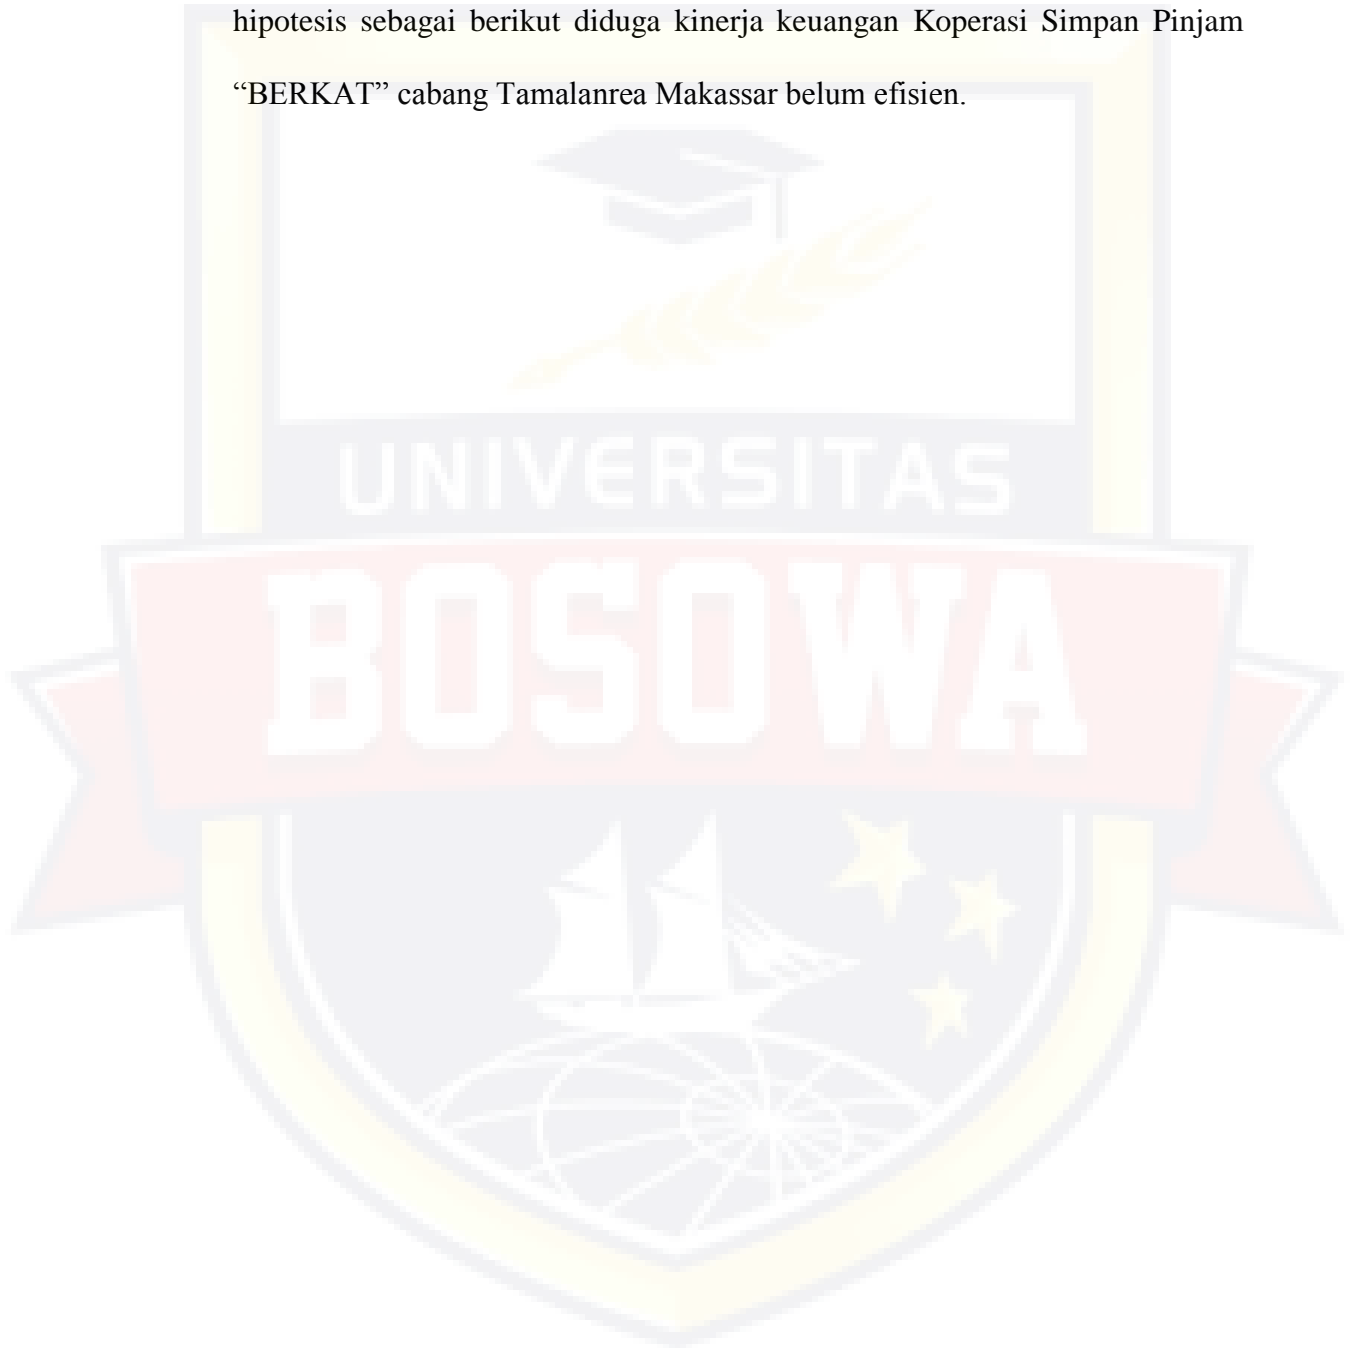 hipotesis sebagai berikut diduga kinerja keuangan Koperasi Simpan Pinjam
“BERKAT” cabang Tamalanrea Makassar belum efisien.
UNIVERSITAS
BOSOWA